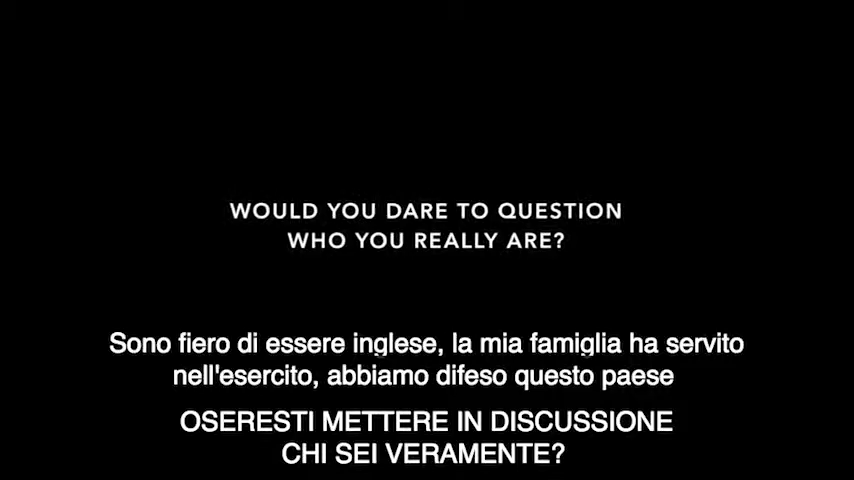 WOULD YOU DARE TO QUESTION
WHO YOU REALLY ARE?
Sono fiero di essere inglese, la mia famiglia ha servito
nell'esercito, abbiamo difeso questo paese
OSERESTI METTERE IN DISCUSSIONE
CHI SEI VERAMENTE?